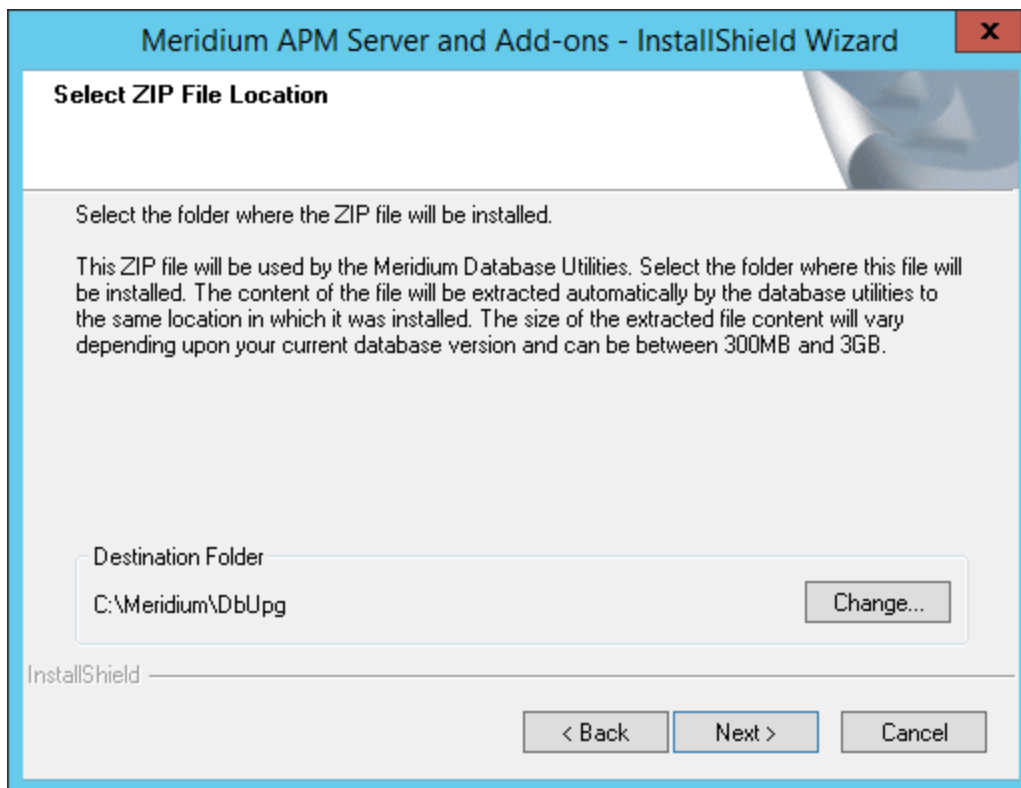 Meridium APM Server and Add-ons - InstallShield Wizard
x
Select ZIP File Location
Select the folder where the ZIP file will be installed.
This ZIP file will be used by the Meridium Database Utilities. Select the folder where this file will
be installed. The content of the file will be extracted automatically by the database utilities to
the same location in which it was installed. The size of the extracted file content will vary
depending upon your current database version and can be between 300MB and 3GB.
Destination Folder
C:\Meridium\DbUpg
Change...
InstallShield
< Back
Next >
Cancel